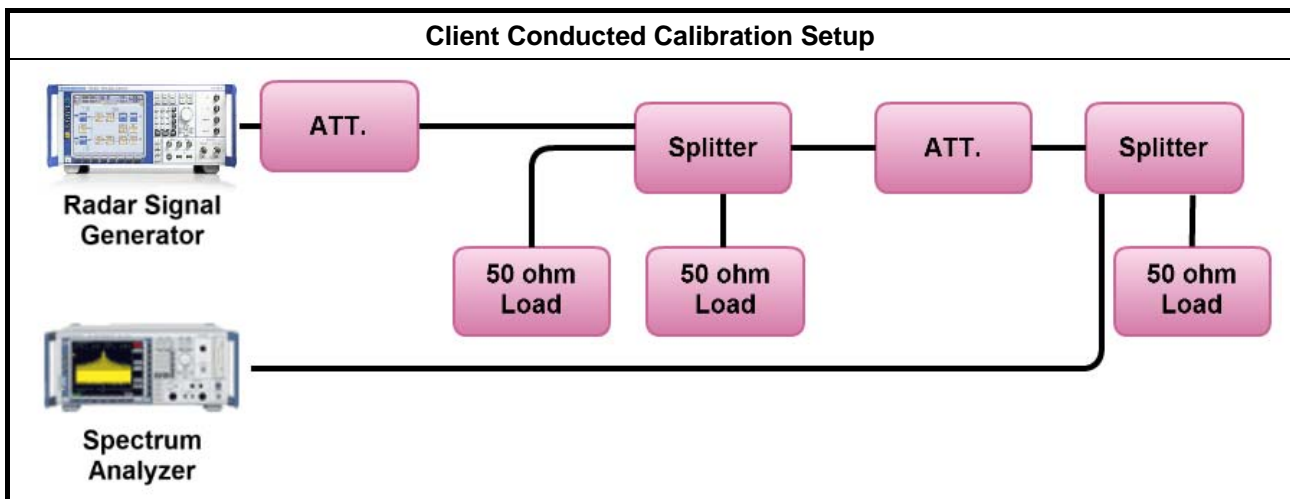 Client Conducted Calibration Setup
ATT.
Splitter
ATT.
Splitter
Radar Signal
Generator
50 ohm
Load
50 ohm
Load
50 ohm
Load
Spectrum
Analyzer